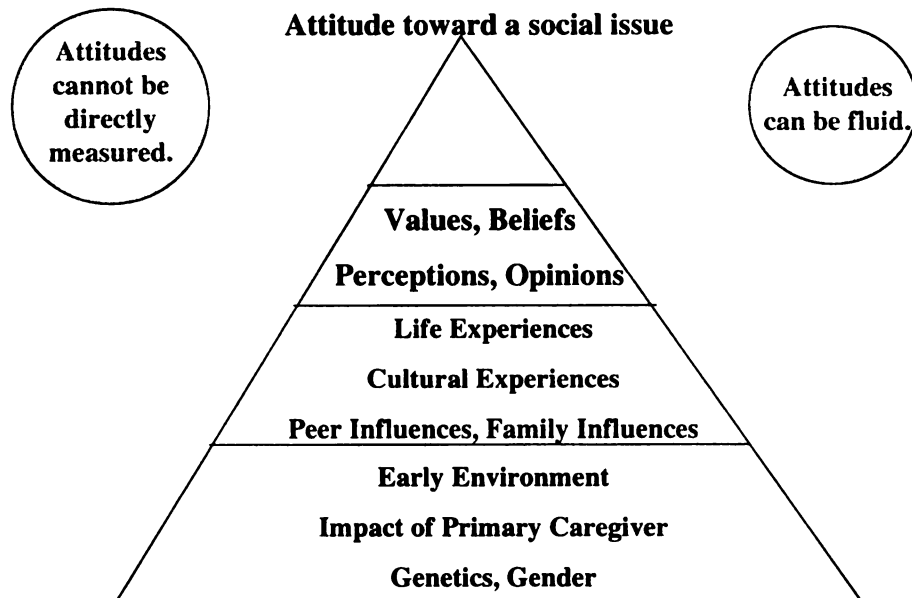 Attitude toward a social issue
Attitudes
cannot be
directly
measured.
Attitudes
can be fluid.
Values, Beliefs
Perceptions, Opinions
Life Experiences
Cultural Experiences
Peer Influences, Family Influences
Early Environment
Impact of Primary Caregiver
Genetics, Gender